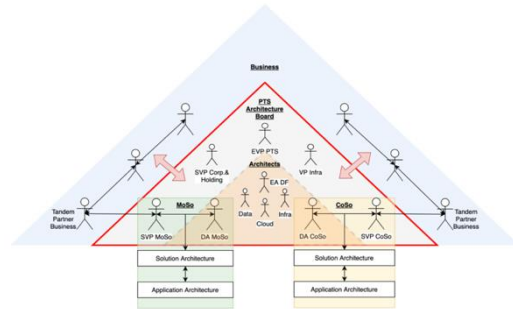 Business
PTS
Architecture
Board
EVP PTS
SVP Corp.&
Holding
VP Infra
Architects
EA DF
Data
Infra
Cloud
Tandem
Partner
Business
MoSo
SVP MoSo
DA MoSo
CoSo
DA CoSo
SVP CoSo
Tandem
Partner
Business
Solution Architecture
Solution Architecture
Application Architecture
Application Architecture